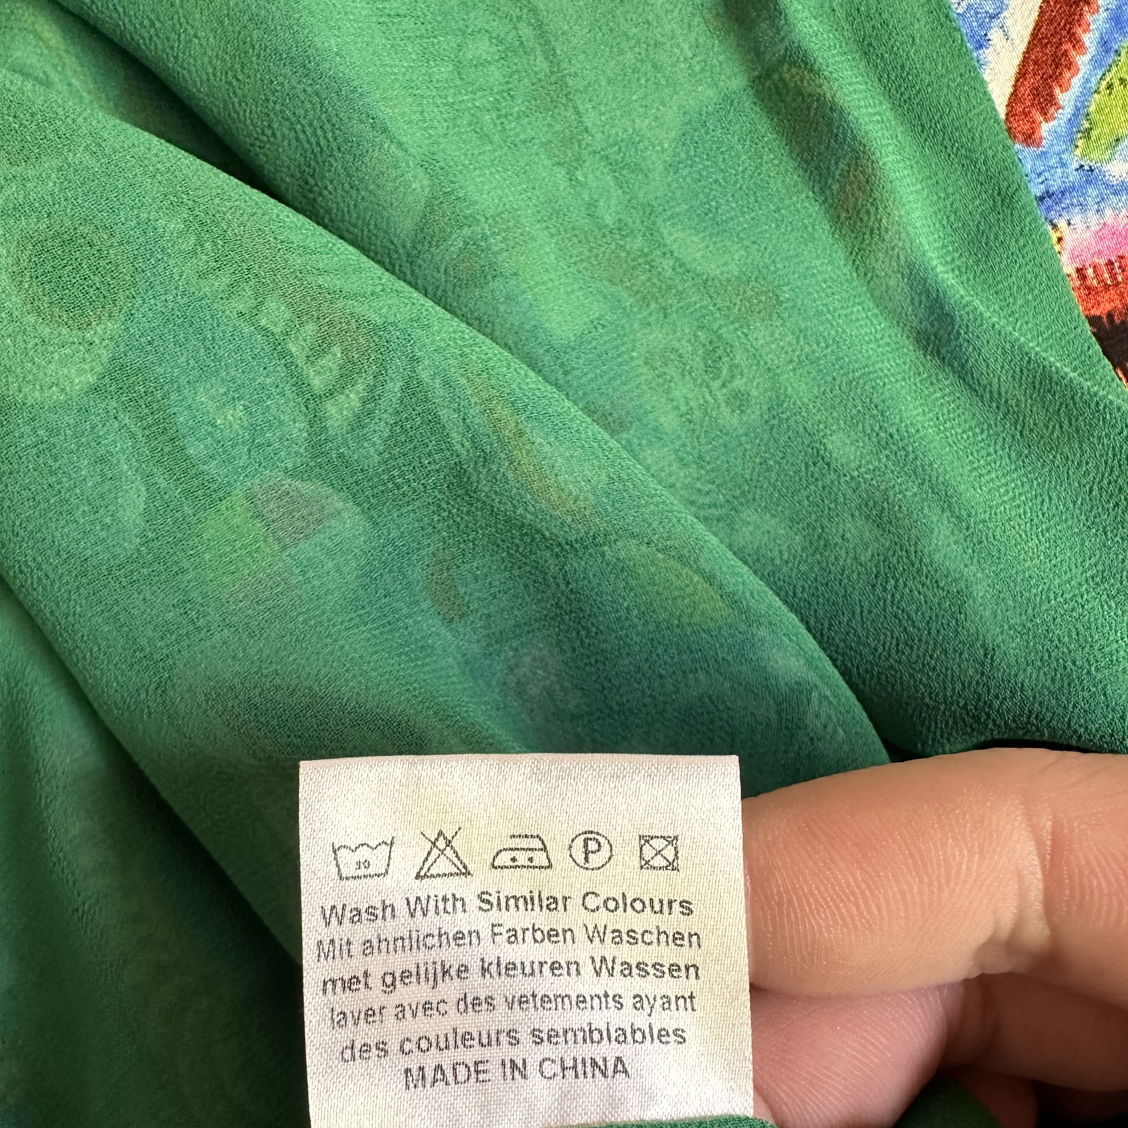 30
P
Wash With Similar Colours
Mit ahnlichen Farben Waschen
met gelijke kleuren Wassen
laver avec des vetements ayant
des couleurs semblables
MADE IN CHINA